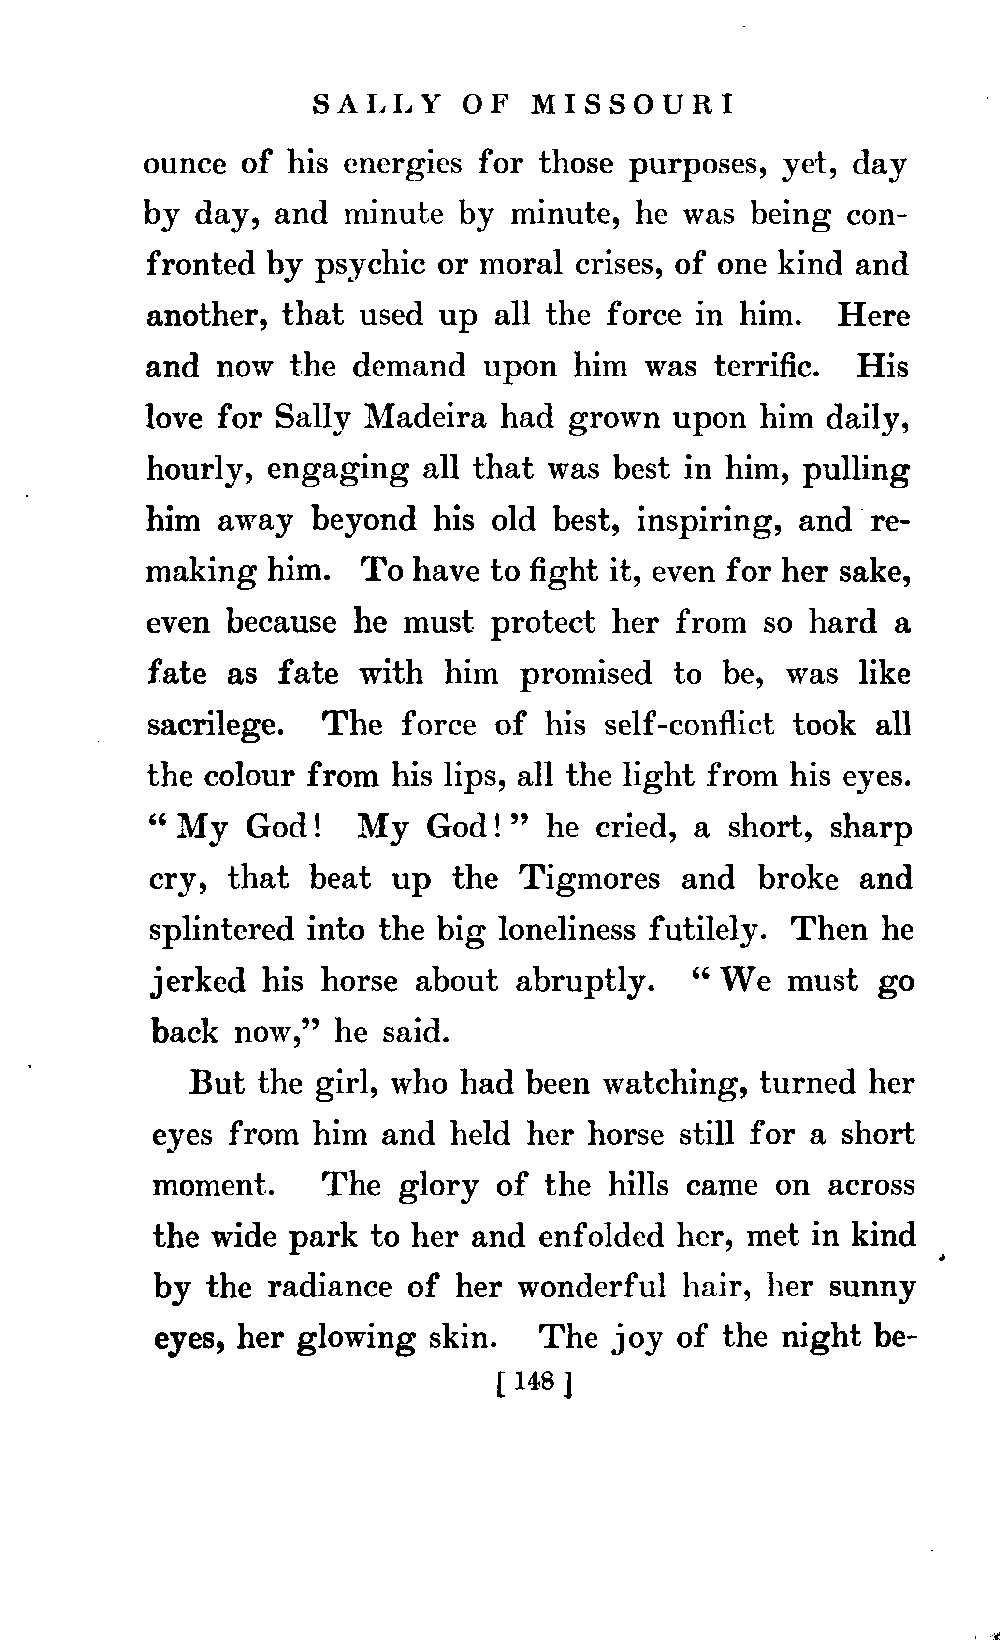 SALLY OF MISSOURI
ounce of his energies for those purposes, yet, day
by day, and minute by minute, he was being con-
fronted by psychic or moral crises, of one kind and
another, that used up all the force in him. Here
and now the demand upon him was terrific. His
love for Sally Madeira had grown upon him daily,
hourly, engaging all that was best in him, pulling
him away beyond his old best, inspiring, and re-
making him. To have to fight it, even for her sake,
even because he must protect her from so hard a
fate as fate with him promised to be, was like
sacrilege. The force of his self-conflict took all
the colour from his lips, all the light from his eyes.
“My God! My God!” he cried, a short, sharp
cry, that beat up the Tigmores and broke and
splintered into the big loneliness futilely. Then he
jerked his horse about abruptly. “We must go
back now,” he said.
But the girl, who had been watching, turned her
eyes from him and held her horse still for a short
moment. The glory of the hills came on across
the wide park to her and enfolded her, met in kind
by the radiance of her wonderful hair, her sunny
eyes, her glowing skin. The joy of the night be-
[148]